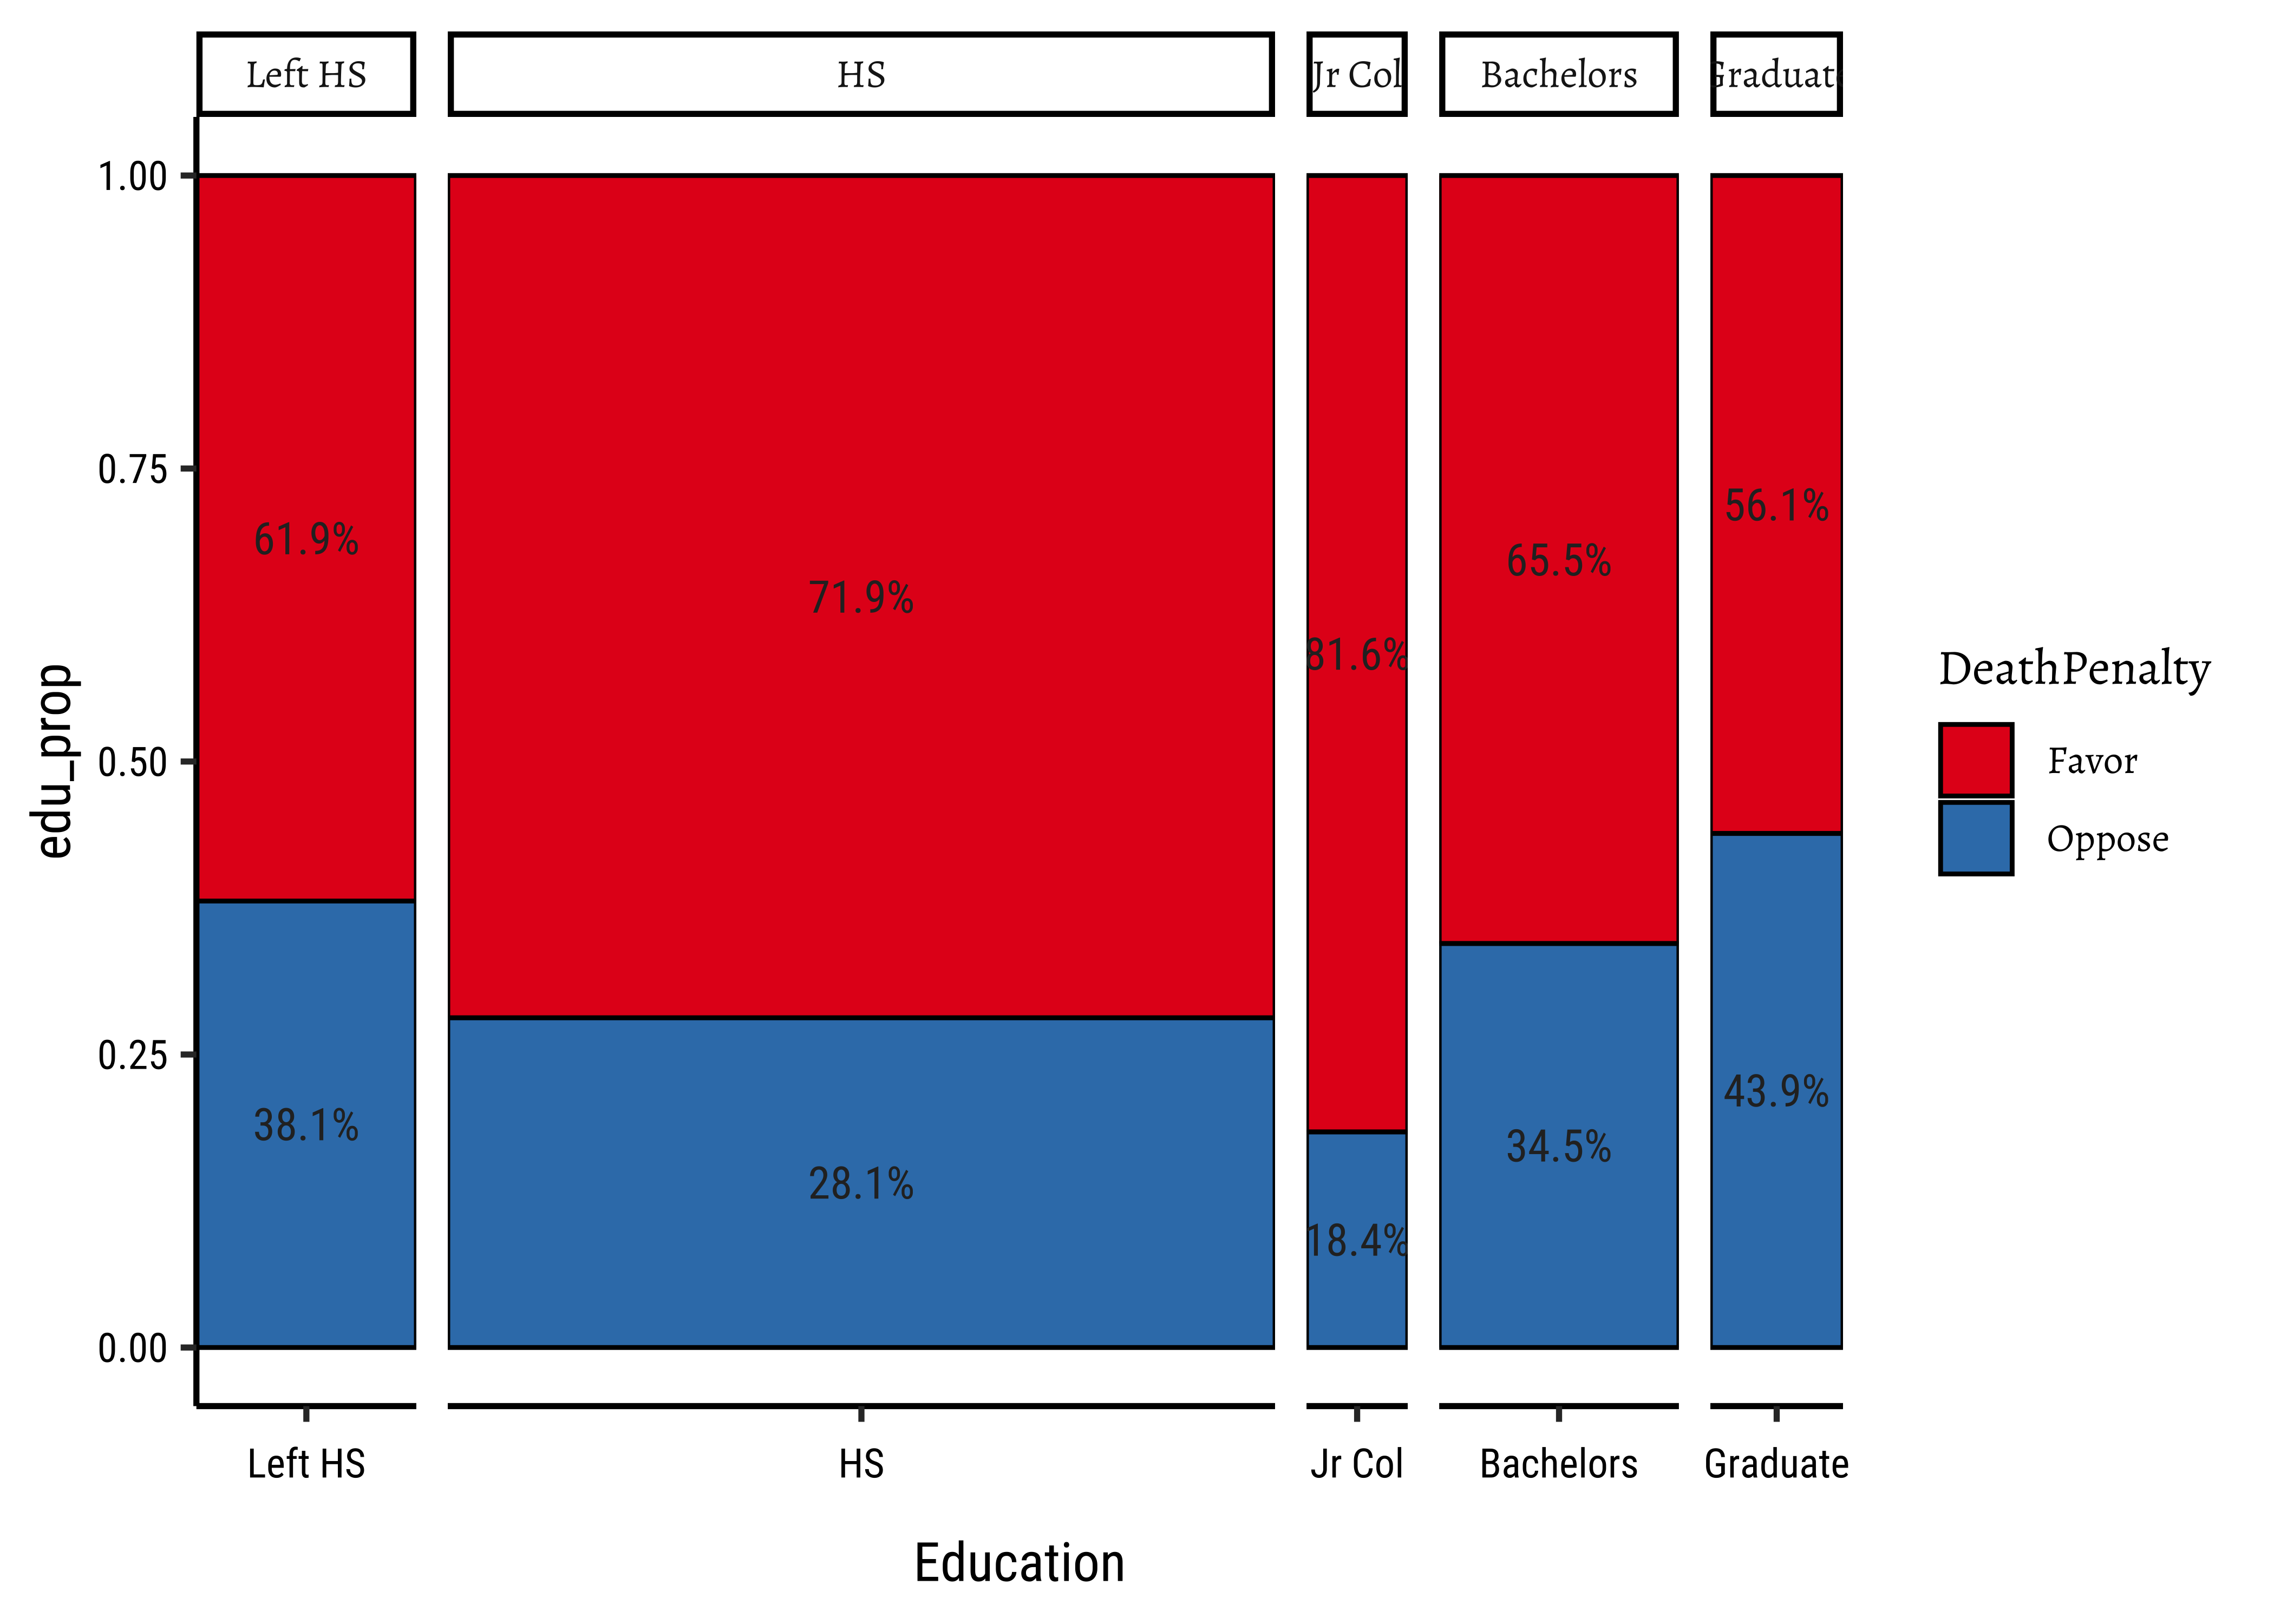 Left HS
HS
Jr Col
Bachelors
Graduate
1.00
0.75
0.50
0.25
0.00
edu_prop
61.9%
71.9%
81.6%
65.5%
56.1%
38.1%
28.1%
18.4%
34.5%
43.9%
DeathPenalty
Favor
Oppose
Left HS
HS
Jr Col
Bachelors
Graduate
Education